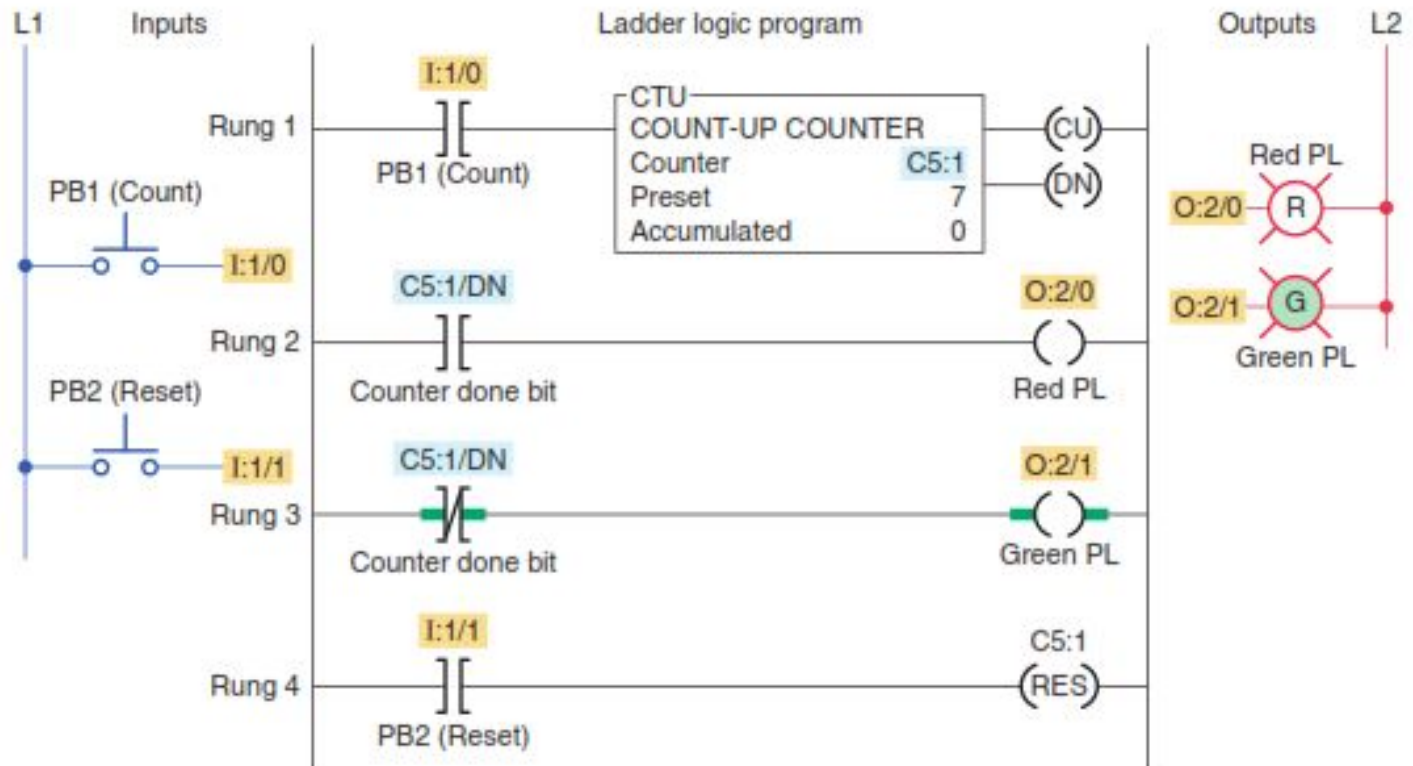 L1 Inputs Ladder logic program Outputs L2
I:1/0
CTU
Rung 1
COUNT-UP COUNTER
Counter C5:1
Preset 7
Accumulated 0
CU
DN
PB1 (Count)
PB1 (Count)
I:1/0
Red PL
O:2/0 R
O:2/1 G
Green PL
C5:1/DN
O:2/0
Rung 2
Counter done bit
Red PL
PB2 (Reset)
I:1/1
C5:1/DN
O:2/1
Rung 3
Counter done bit
Green PL
I:1/1
C5:1
Rung 4
RES
PB2 (Reset)